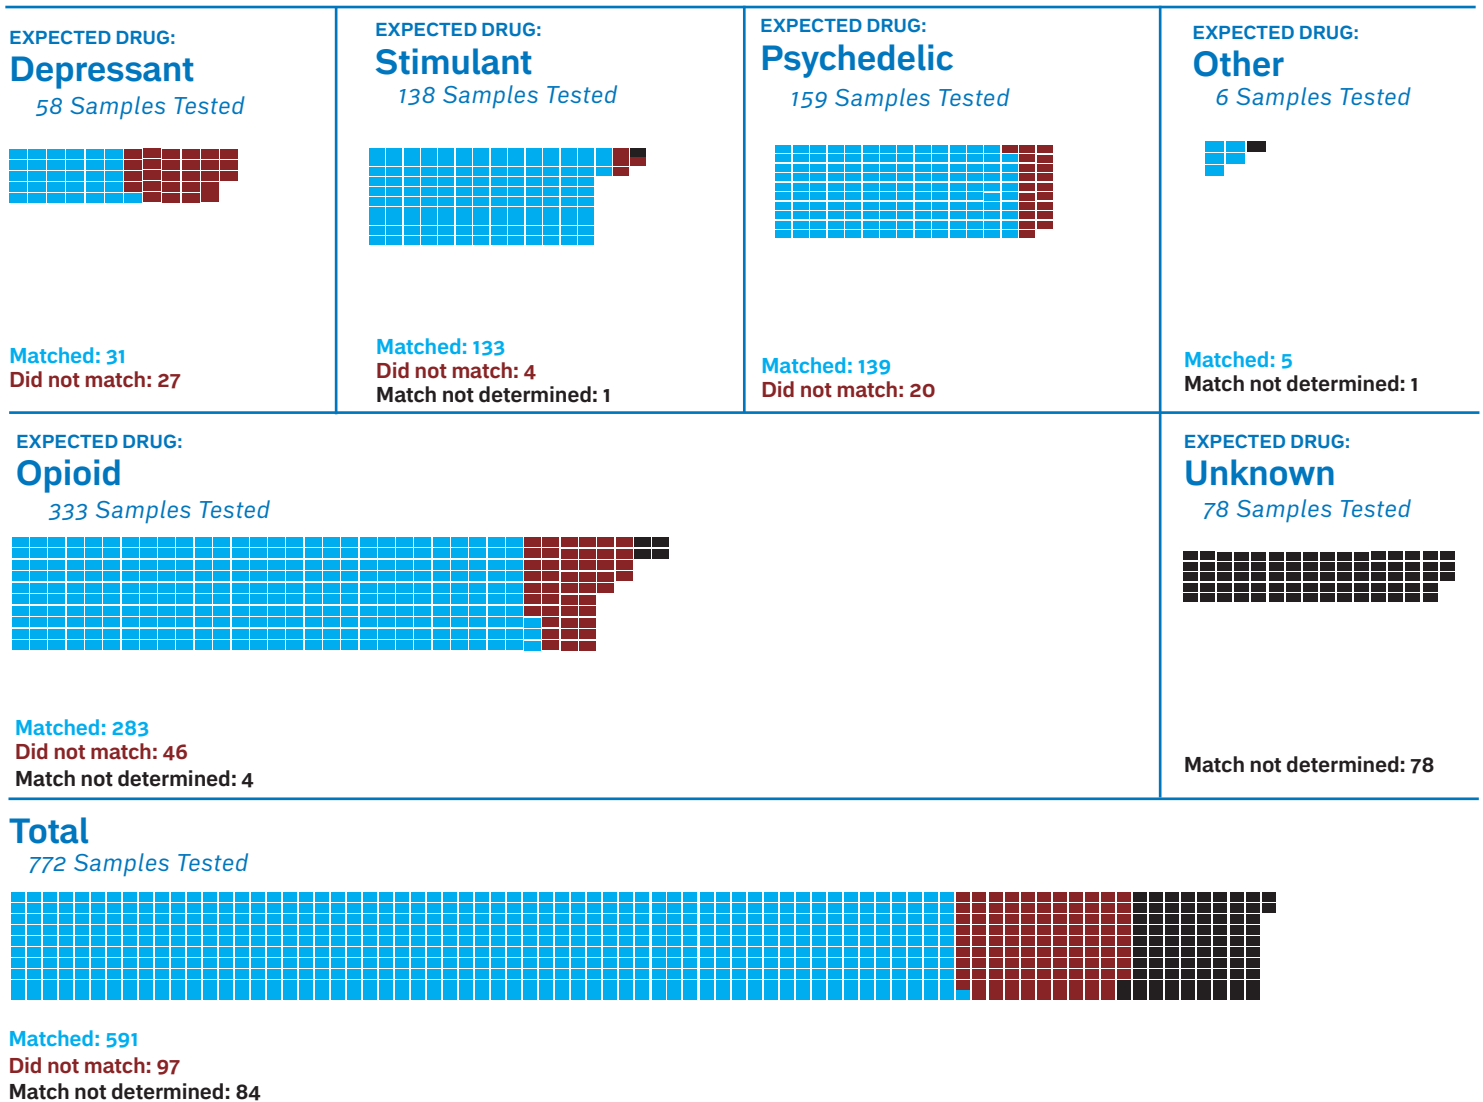 EXPECTED DRUG:
Depressant
58 Samples Tested
Matched: 31
Did not match: 27
EXPECTED DRUG:
Stimulant
138 Samples Tested
Matched: 133
Did not match: 4
Match not determined: 1
EXPECTED DRUG:
Psychedelic
159 Samples Tested
Matched: 139
Did not match: 20
EXPECTED DRUG:
Other
6 Samples Tested
Matched: 5
Match not determined: 1
EXPECTED DRUG:
Opioid
333 Samples Tested
Matched: 283
Did not match: 46
Match not determined: 4
EXPECTED DRUG:
Unknown
78 Samples Tested
Match not determined: 78
Total
772 Samples Tested
Matched: 591
Did not match: 97
Match not determined: 84